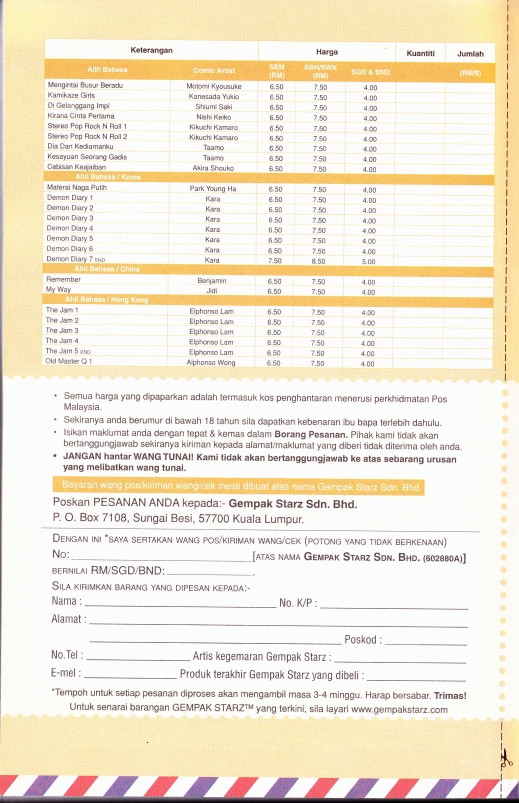 Keterangan Harga Kuantiti Jumlah
Alih Bahasa Comic Artist SEM (RM) SBH/SWK (RM) SGD & BND (RM/$)
Mengintai Busur Beradu Motomi Kyousuke 6.50 7.50 4.00
Kamikaze Girls Kanesada Yukio 6.50 7.50 4.00
Di Gelanggang Impi Shiumi Saki 6.50 7.50 4.00
Kirana Cinta Pertama Nishi Keiko 6.50 7.50 4.00
Stereo Pop Rock N Roll 1 Kikuchi Kamaro 6.50 7.50 4.00
Stereo Pop Rock N Roll 2 Kikuchi Kamaro 6.50 7.50 4.00
Dia Dan Kediamanku Taamo 6.50 7.50 4.00
Kesayuan Seorang Gadis Taamo 6.50 7.50 4.00
Cebisan Keajaiban Akira Shouko 6.50 7.50 4.00
Ahli Bahasa / Korea
Materai Naga Putih Park Young Ha 6.50 7.50 4.00
Demon Diary 1 Kara 6.50 7.50 4.00
Demon Diary 2 Kara 6.50 7.50 4.00
Demon Diary 3 Kara 6.50 7.50 4.00
Demon Diary 4 Kara 6.50 7.50 4.00
Demon Diary 5 Kara 6.50 7.50 4.00
Demon Diary 6 Kara 6.50 7.50 4.00
Demon Diary 7 END Kara 7.50 8.50 5.00
Ahli Bahasa / China
Remember Benjamin 6.50 7.50 4.00
My Way Jidi 6.50 7.50 4.00
Ahli Bahasa / Hong Kong
The Jam 1 Elphonso Lam 6.50 7.50 4.00
The Jam 2 Elphonso Lam 6.50 7.50 4.00
The Jam 3 Elphonso Lam 6.50 7.50 4.00
The Jam 4 Elphonso Lam 6.50 7.50 4.00
The Jam 5 END Elphonso Lam 6.50 7.50 4.00
Old Master Q 1 Alphonso Wong 6.50 7.50 4.00
• Semua harga yang dipaparkan adalah termasuk kos penghantaran menerusi perkhidmatan Pos
Malaysia.
• Sekiranya anda berumur di bawah 18 tahun sila dapatkan kebenaran ibu bapa terlebih dahulu.
• Isikan maklumat anda dengan tepat & kemas dalam Borang Pesanan. Pihak kami tidak akan
bertanggungjawab sekiranya kiriman kepada alamat/maklumat yang diberi tidak diterima oleh anda.
• JANGAN hantar WANG TUNAI! Kami tidak akan bertanggungjawab ke atas sebarang urusan
yang melibatkan wang tunai.
Bayaran wang pos/kiriman wang/cek mesti dibuat atas nama Gempak Starz Sdn. Bhd.
Poskan PESANAN ANDA kepada:- Gempak Starz Sdn. Bhd.
P. O. Box 7108, Sungai Besi, 57700 Kuala Lumpur.
DENGAN INI *SAYA SERTAKAN WANG POS/KIRIMAN WANG/CEK (POTONG YANG TIDAK BERKENAAN)
NO: [ATAS NAMA GEMPAK STARZ SDN. BHD. (602880A)]
BERNILAI RM/SGD/BND:
SILA KIRIMKAN BARANG YANG DIPESAN KEPADA:-
Nama : No. K/P :
Alamat :
Poskod :
No.Tel : Artis kegemaran Gempak Starz :
E-mel : Produk terakhir Gempak Starz yang dibeli :
*Tempoh untuk setiap pesanan diproses akan mengambil masa 3-4 minggu. Harap bersabar. Trimas!
Untuk senarai barangan GEMPAK STARZ™ yang terkini, sila layari www.gempakstarz.com